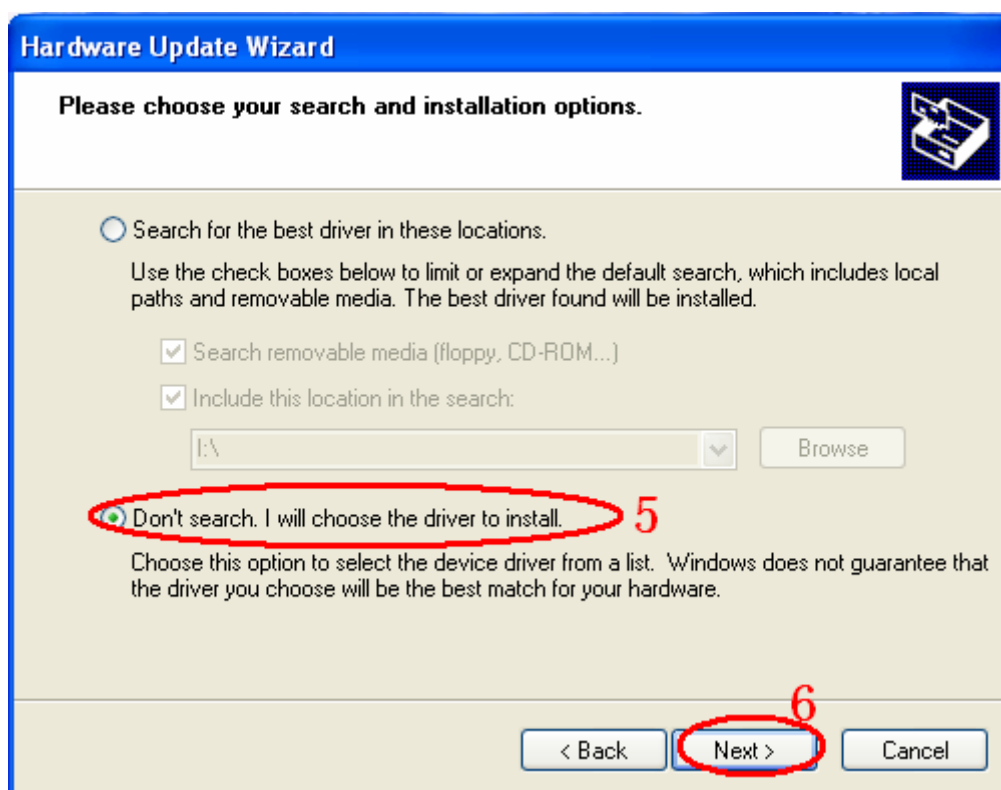 Hardware Update Wizard
Please choose your search and installation options.
Search for the best driver in these locations.
Use the check boxes below to limit or expand the default search, which includes local
paths and removable media. The best driver found will be installed.
Search removable media (floppy, CD-ROM...)
Include this location in the search:
I:\
Browse
Don't search. I will choose the driver to install.
5
Choose this option to select the device driver from a list. Windows does not guarantee that
the driver you choose will be the best match for your hardware.
6
< Back
Next >
Cancel